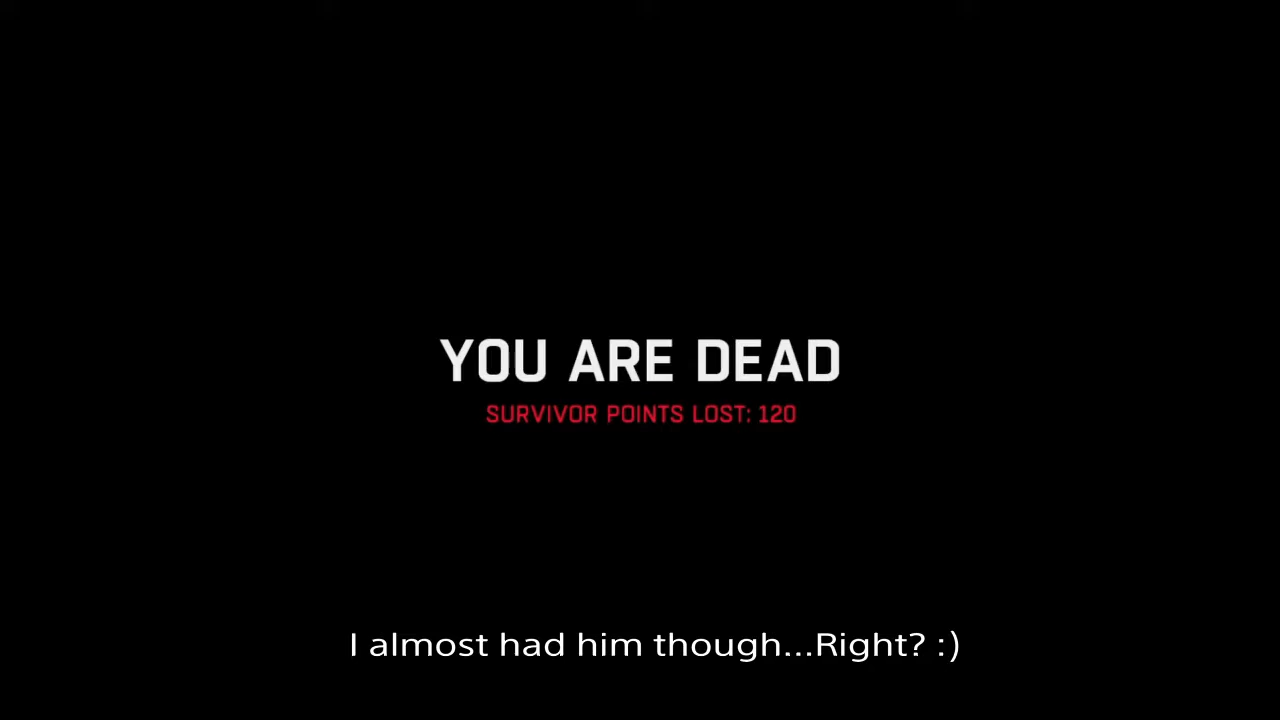 YOU ARE DEAD
SURVIVOR POINTS LOST: 120
I almost had him though...Right? :)